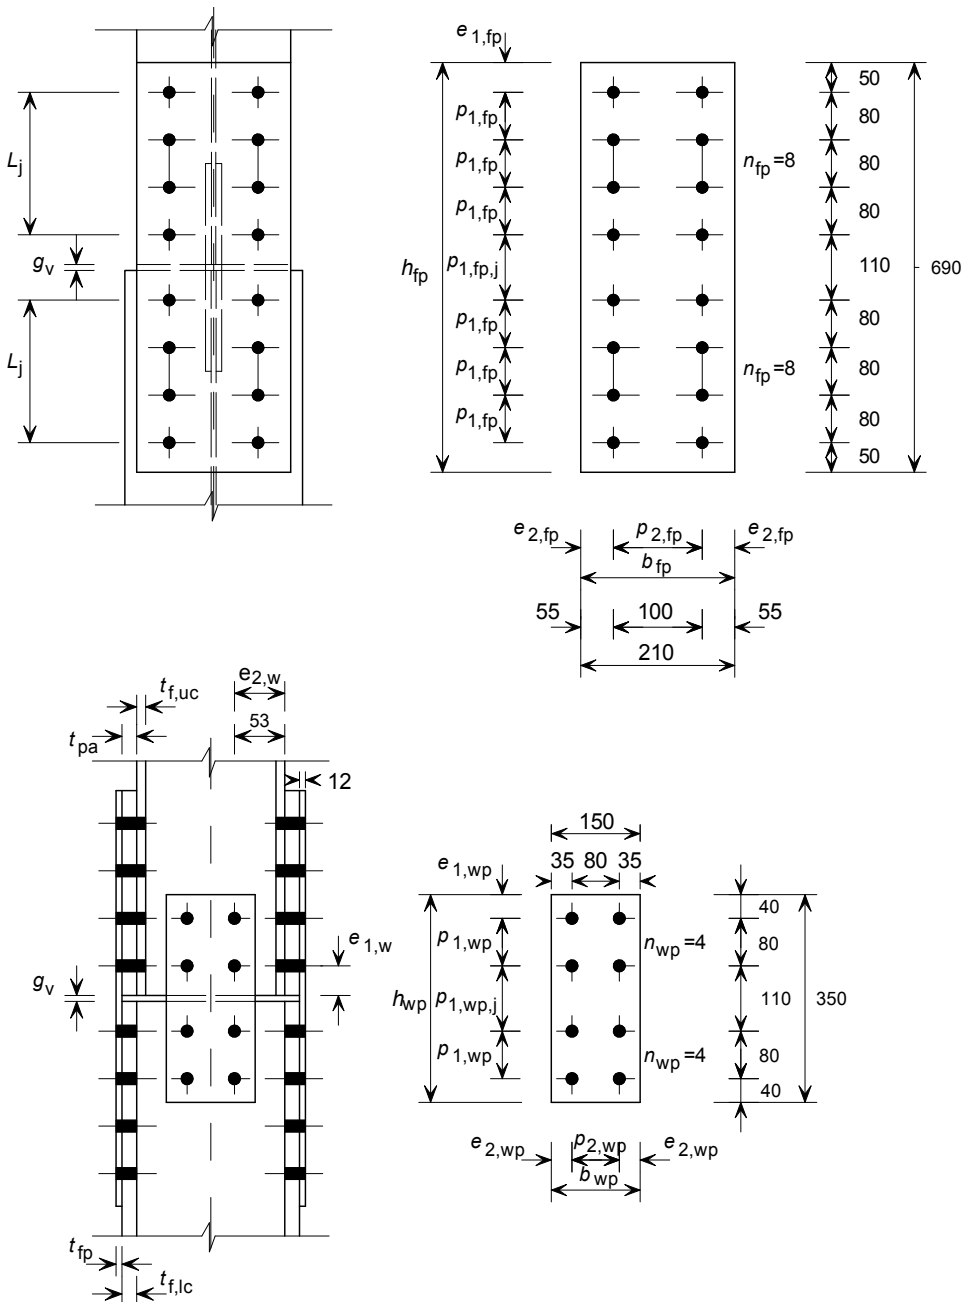 e1,fp
Lj
gv
Lj
p1,fp
p1,fp
p1,fp
hfp
p1,fp,j
p1,fp
p1,fp
p1,fp
nfp=8
nfp=8
50
80
80
80
110
690
80
80
80
50
e2,fp
p2,fp
e2,fp
bfp
55
100
55
210
e2,w
tf,uc
53
tpa
12
e1,w
gv
tfp
tf,lc
150
35
80
35
e1,wp
p1,wp
hwp
p1,wp,j
p1,wp
nwp=4
nwp=4
40
80
110
350
80
40
e2,wp
p2,wp
e2,wp
bwp